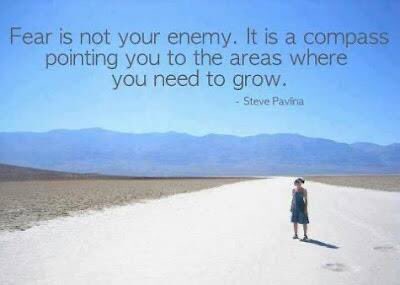 Fear is not your enemy. It is a compass
pointing you to the areas where
you need to grow.
- Steve Pavlina